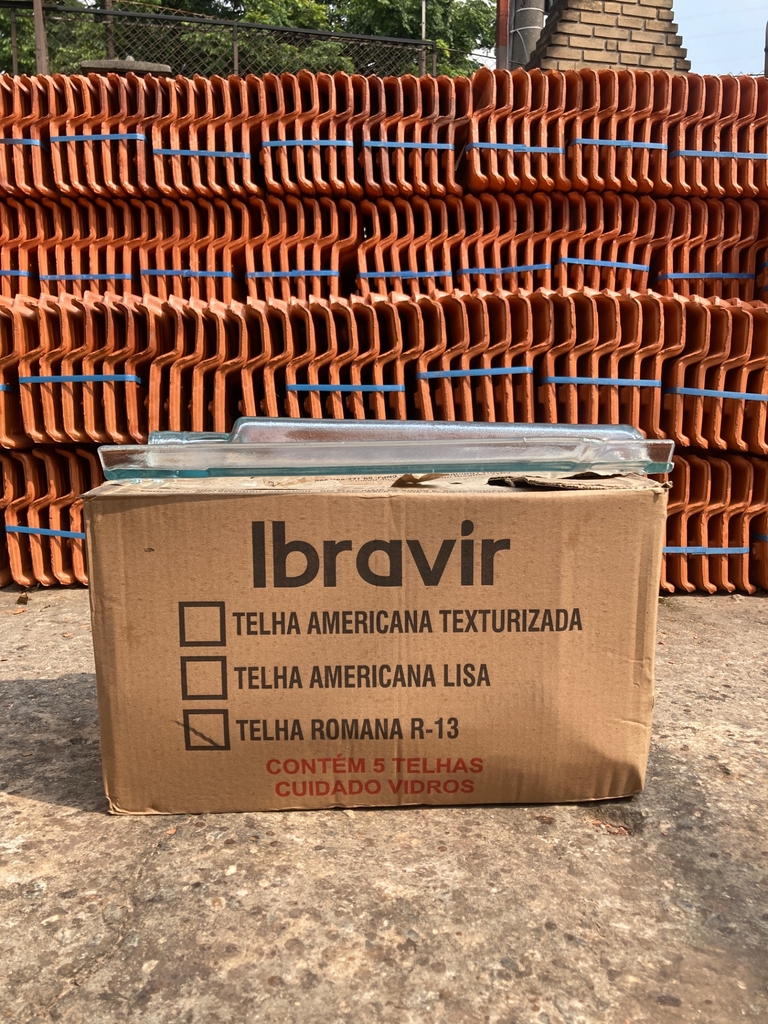 Ibravir
TELHA AMERICANA TEXTURIZADA
TELHA AMERICANA LISA
TELHA ROMANA R-13
CONTÉM 5 TELHAS
CUIDADO VIDROS